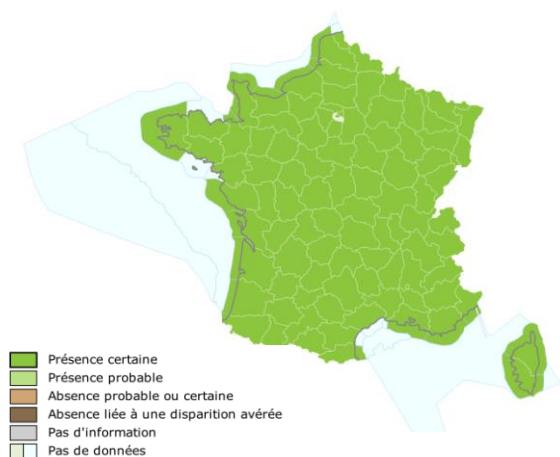 Présence certaine
Présence probable
Absence probable ou certaine
Absence liée à une disparition avérée
Pas d'information
Pas de données